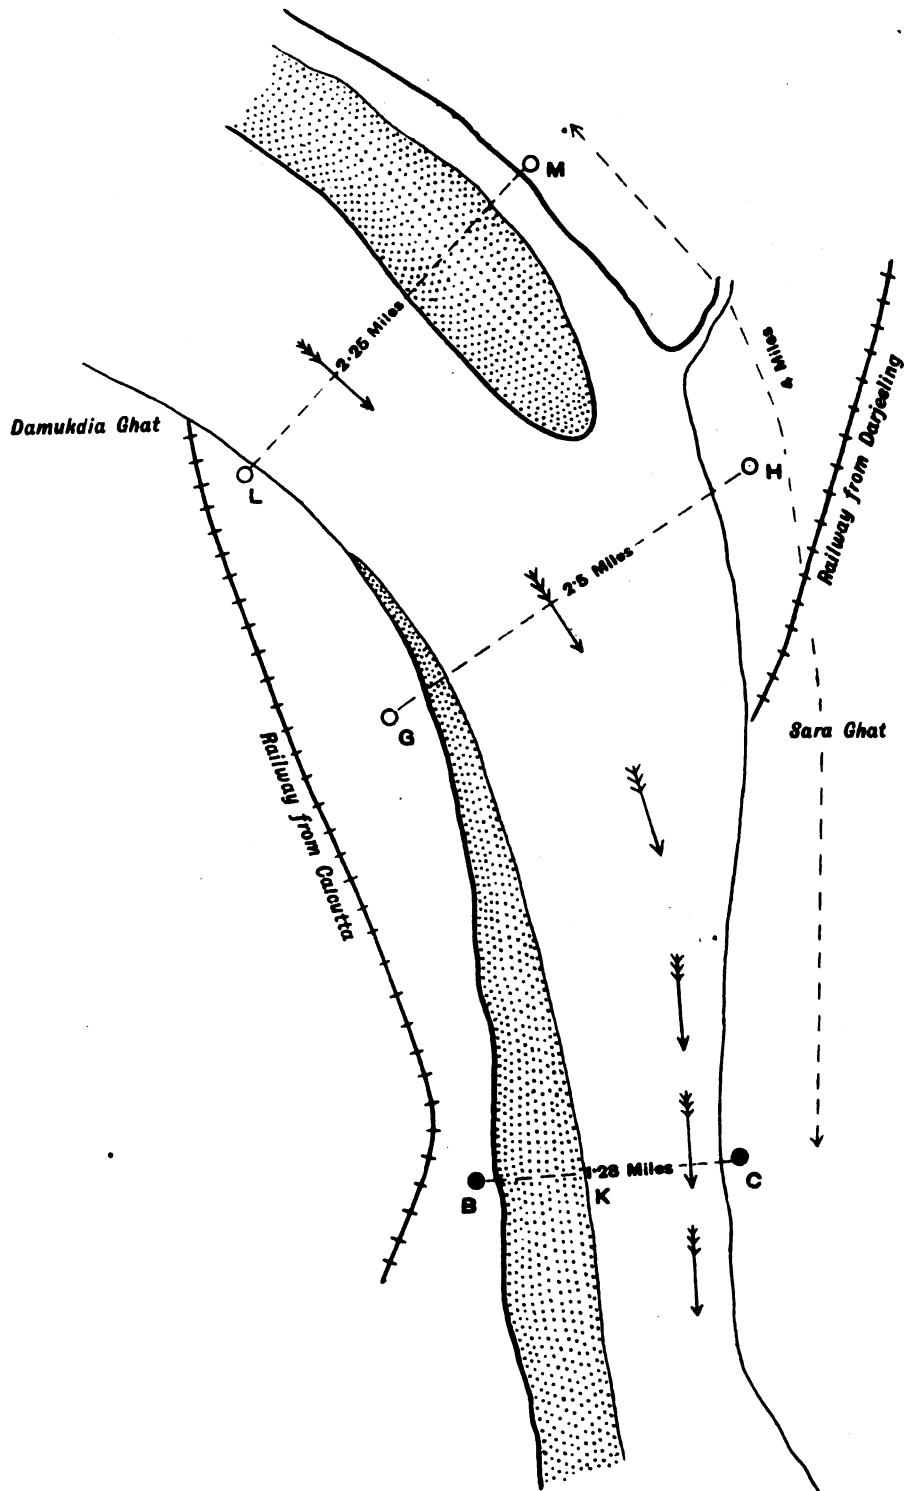 M
2·25 Miles
4 Miles
Damukdia Ghat
L
H
Railway from Darjeeling
2·5 Miles
G
Sara Ghat
Railway from Calcutta
1·28 Miles
B
K
C